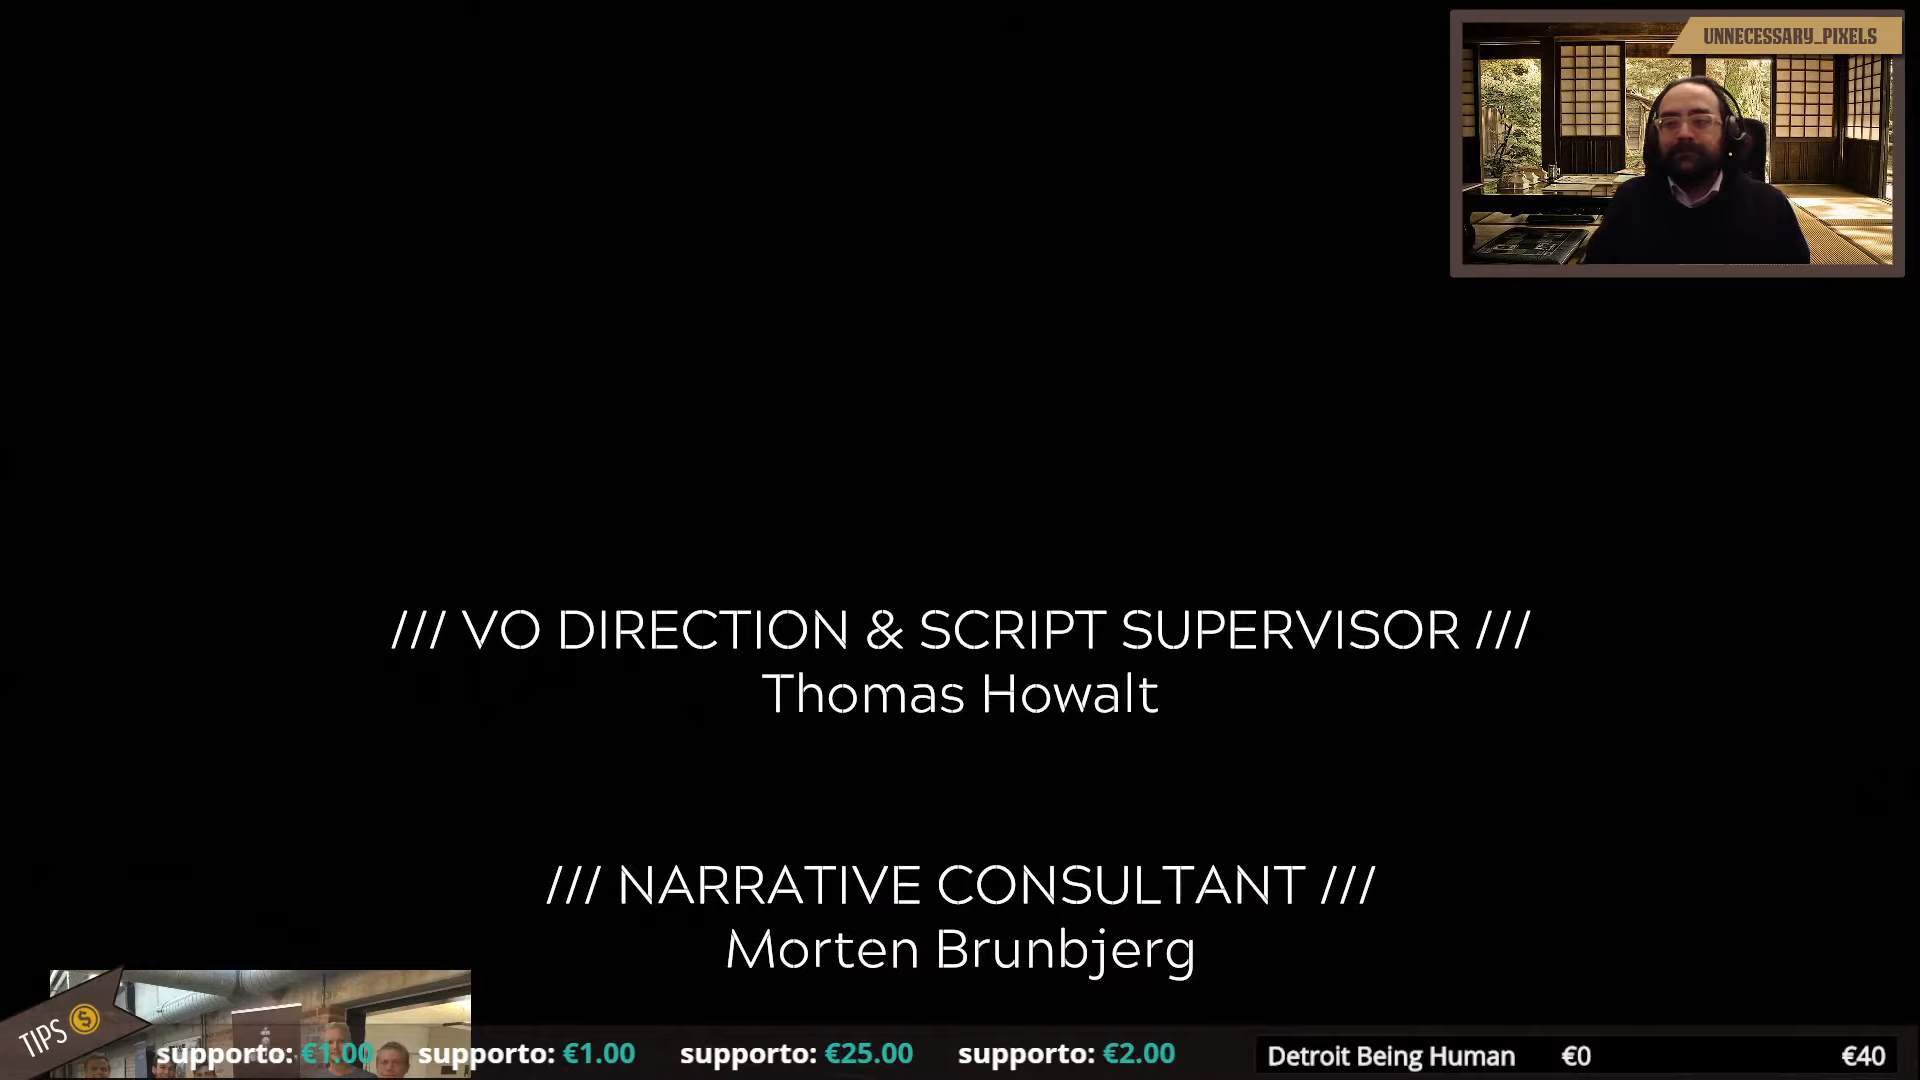 UNNECESSARY_PIXELS
/// VO DIRECTION & SCRIPT SUPERVISOR ///
Thomas Howalt
/// NARRATIVE CONSULTANT ///
Morten Brunbjerg
TIPS
supporto: €1.00 supporto: €1.00 supporto: €25.00 supporto: €2.00
Detroit Being Human €0 €40